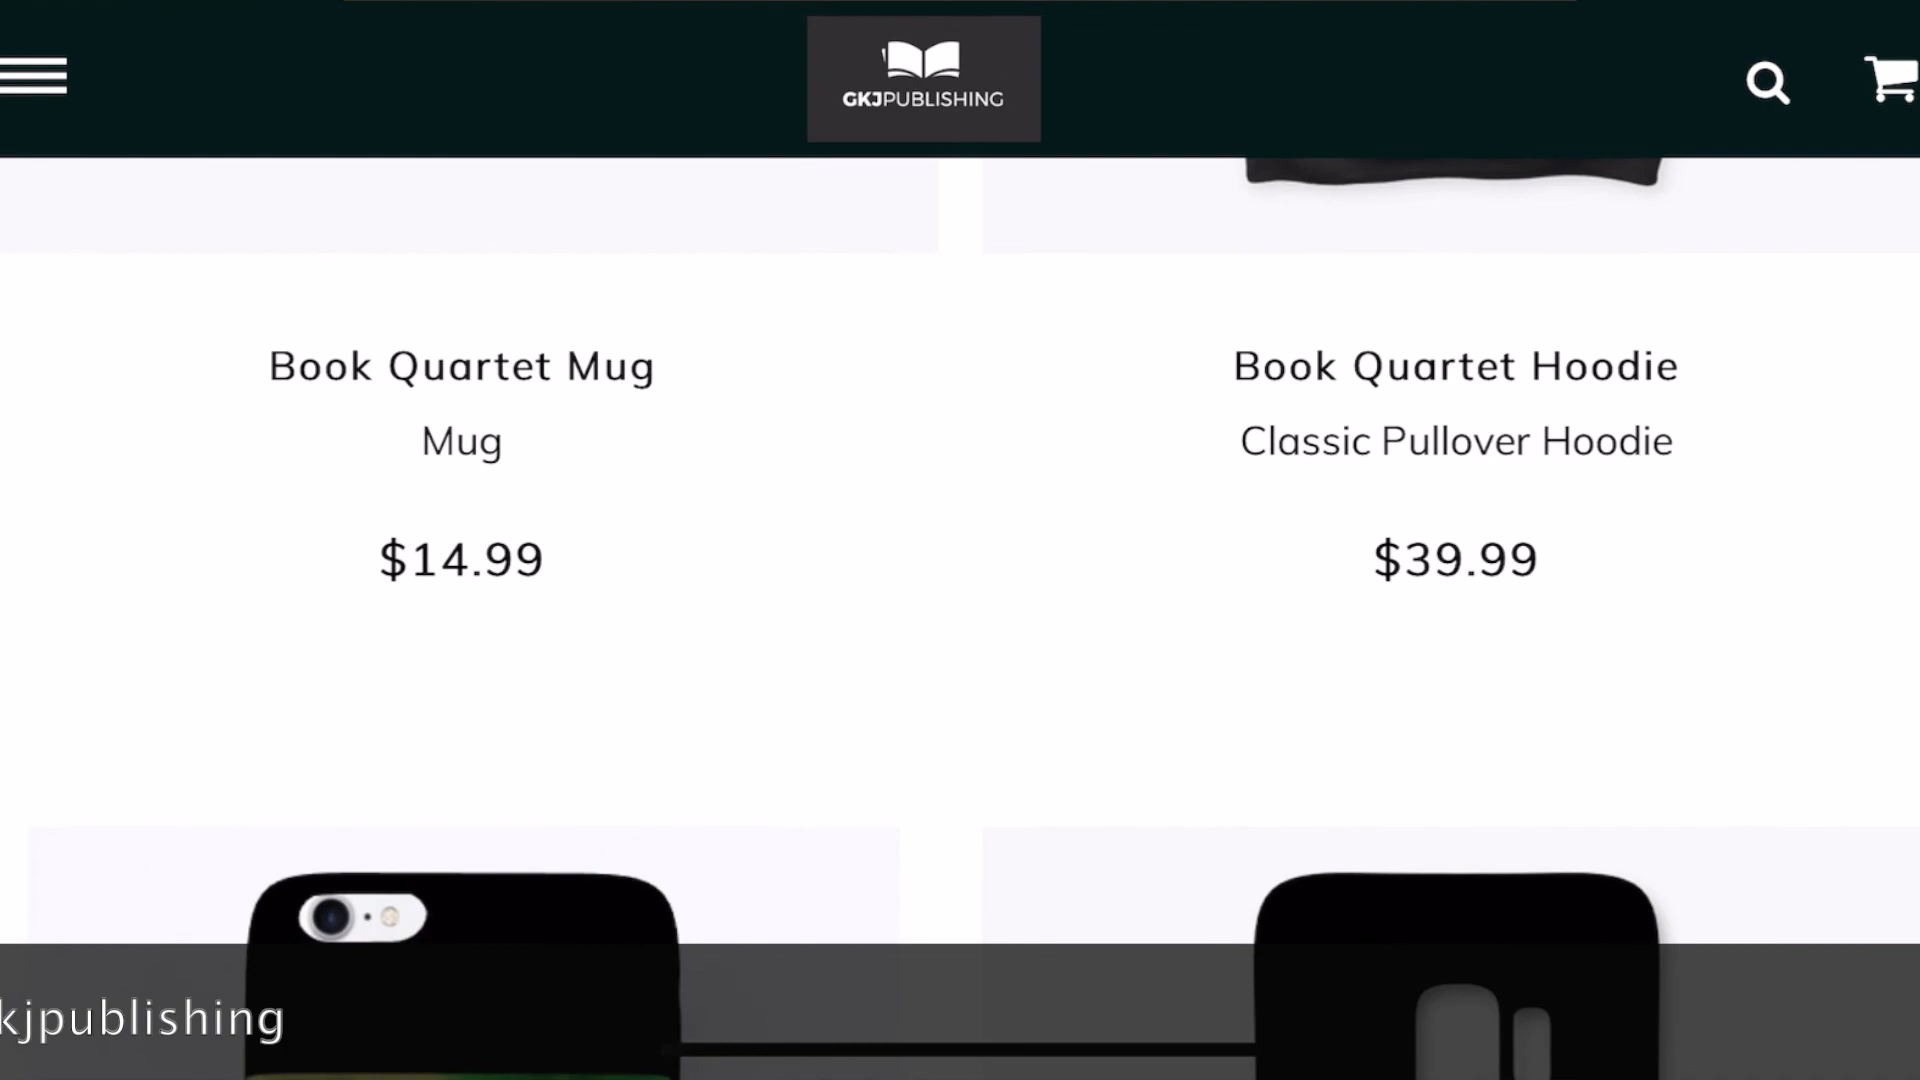 GKJPUBLISHING
Book Quartet Mug
Mug
$14.99
Book Quartet Hoodie
Classic Pullover Hoodie
$39.99
kjpublishing